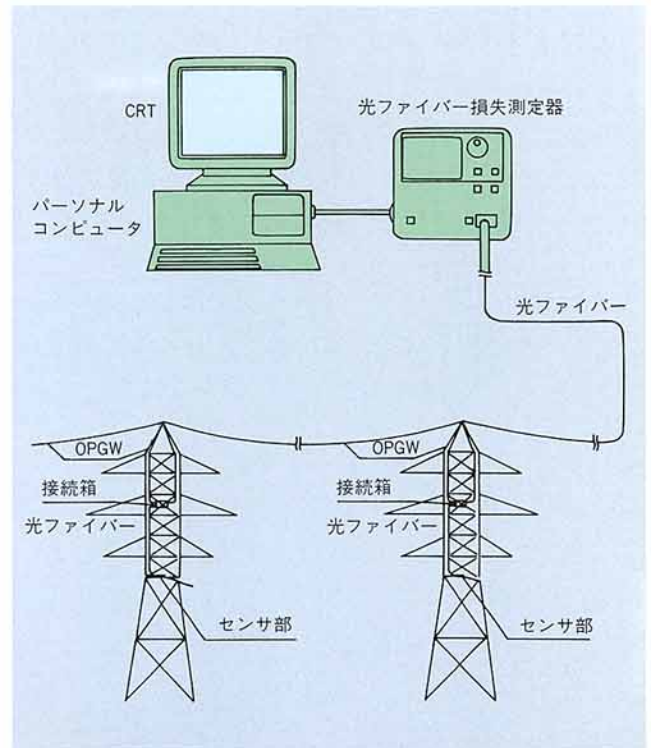 CRT
光ファイバー損失測定器
パーソナル
コンピュータ
光ファイバー
OPGW
接続箱
光ファイバー
センサ部
OPGW
接続箱
光ファイバー
センサ部